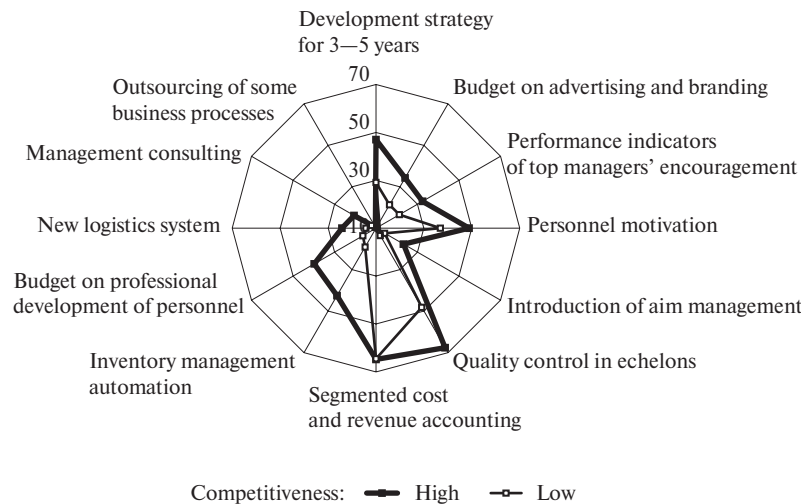 Development strategy
for 3—5 years
70
Outsourcing of some
business processes
Budget on advertising and branding
50
Management consulting
Performance indicators
of top managers’ encouragement
30
New logistics system
Personnel motivation
Budget on professional
development of personnel
Introduction of aim management
Inventory management
automation
Quality control in echelons
Segmented cost
and revenue accounting
Competitiveness: High Low